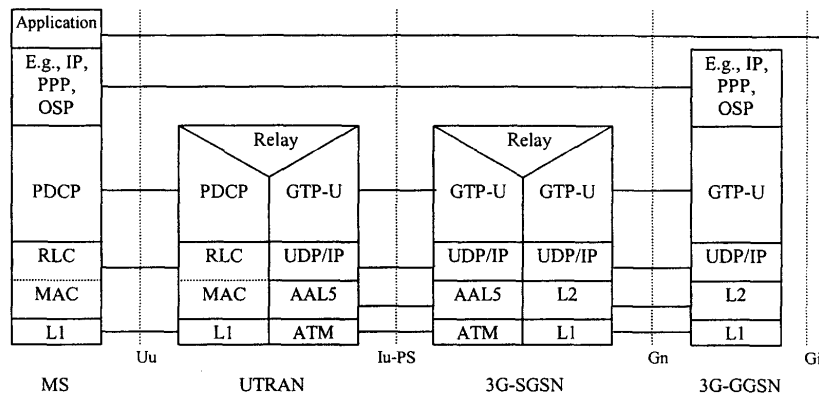 Application
E.g., IP,
PPP,
OSP
E.g., IP,
PPP,
OSP
Relay
Relay
PDCP
PDCP
GTP-U
GTP-U
GTP-U
GTP-U
RLC
RLC
UDP/IP
UDP/IP
UDP/IP
UDP/IP
MAC
MAC
AAL5
AAL5
L2
L2
L1
L1
ATM
ATM
L1
L1
Uu
Iu-PS
Gn
Gi
MS
UTRAN
3G-SGSN
3G-GGSN